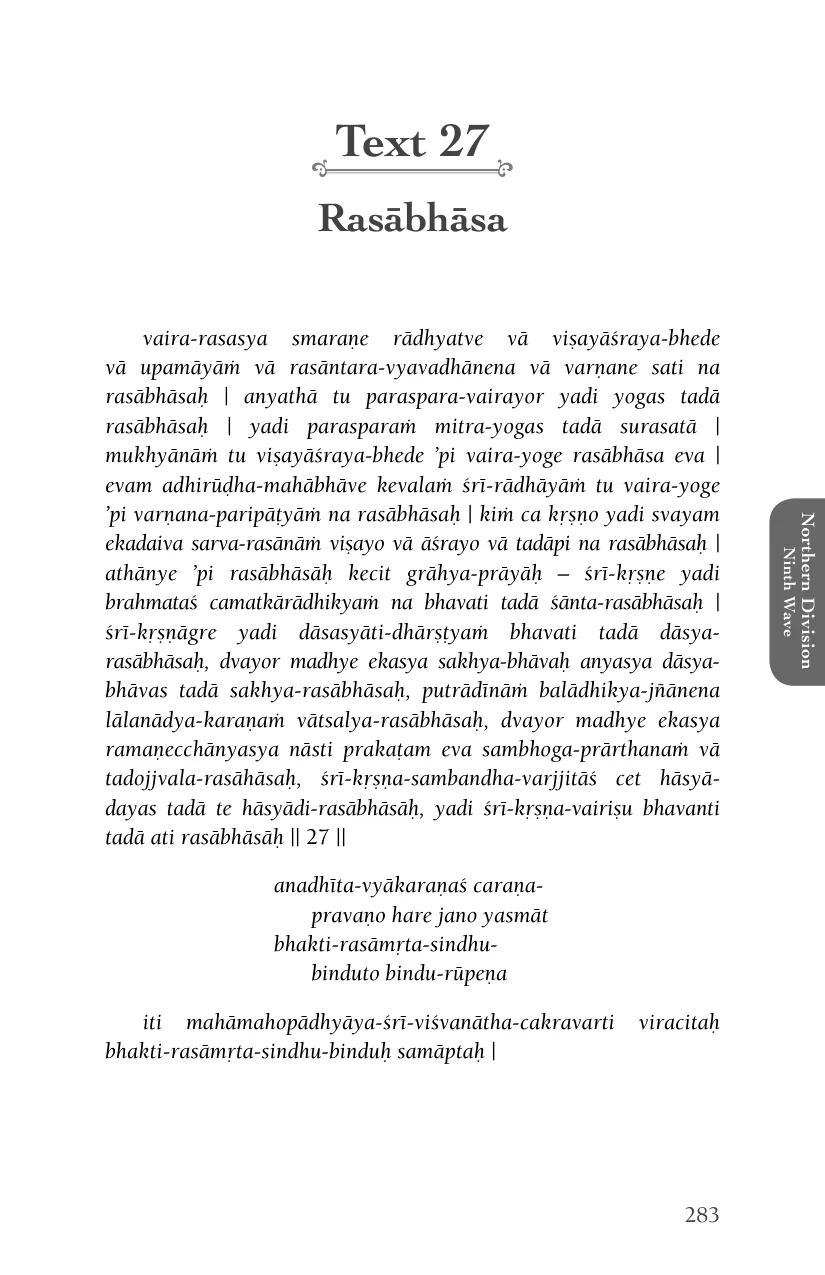 Text 27
Rasābhāsa
vaira-rasasya smaraṇe rādhyatve vā viṣayāśraya-bhede
vā upamāyāṁ vā rasāntara-vyavadhānena vā varṇane sati na
rasābhāsaḥ | anyathā tu paraspara-vairayor yadi yogas tadā
rasābhāsaḥ | yadi parasparaṁ mitra-yogas tadā surasatā |
mukhyānāṁ tu viṣayāśraya-bhede ’pi vaira-yoge rasābhāsa eva |
evam adhirūḍha-mahābhāve kevalaṁ śrī-rādhāyāṁ tu vaira-yoge
’pi varṇana-paripāṭyāṁ na rasābhāsaḥ | kiṁ ca kṛṣṇo yadi svayam
ekadaiva sarva-rasānāṁ viṣayo vā āśrayo vā tadāpi na rasābhāsaḥ |
athānye ’pi rasābhāsāḥ kecit grāhya-prāyāḥ – śrī-kṛṣṇe yadi
brahmataś camatkārādhikyaṁ na bhavati tadā śānta-rasābhāsaḥ |
śrī-kṛṣṇāgre yadi dāsasyāti-dhārṣṭyaṁ bhavati tadā dāsya-
rasābhāsaḥ, dvayor madhye ekasya sakhya-bhāvaḥ anyasya dāsya-
bhāvas tadā sakhya-rasābhāsaḥ, putrādīnāṁ balādhikya-jñānena
lālanādya-karaṇaṁ vātsalya-rasābhāsaḥ, dvayor madhye ekasya
ramaṇecchānyasya nāsti prakaṭam eva sambhoga-prārthanaṁ vā
tadojjvala-rasāhāsaḥ, śrī-kṛṣṇa-sambandha-varjjitāś cet hāsyā-
dayas tadā te hāsyādi-rasābhāsāḥ, yadi śrī-kṛṣṇa-vairiṣu bhavanti
tadā ati rasābhāsāḥ || 27 ||
anadhīta-vyākaraṇaś caraṇa-
pravaṇo hare jano yasmāt
bhakti-rasāmṛta-sindhu-
binduto bindu-rūpeṇa
iti mahāmahopādhyāya-śrī-viśvanātha-cakravarti viracitaḥ
bhakti-rasāmṛta-sindhu-binduḥ samāptaḥ |
Northern Division
Ninth Wave
283